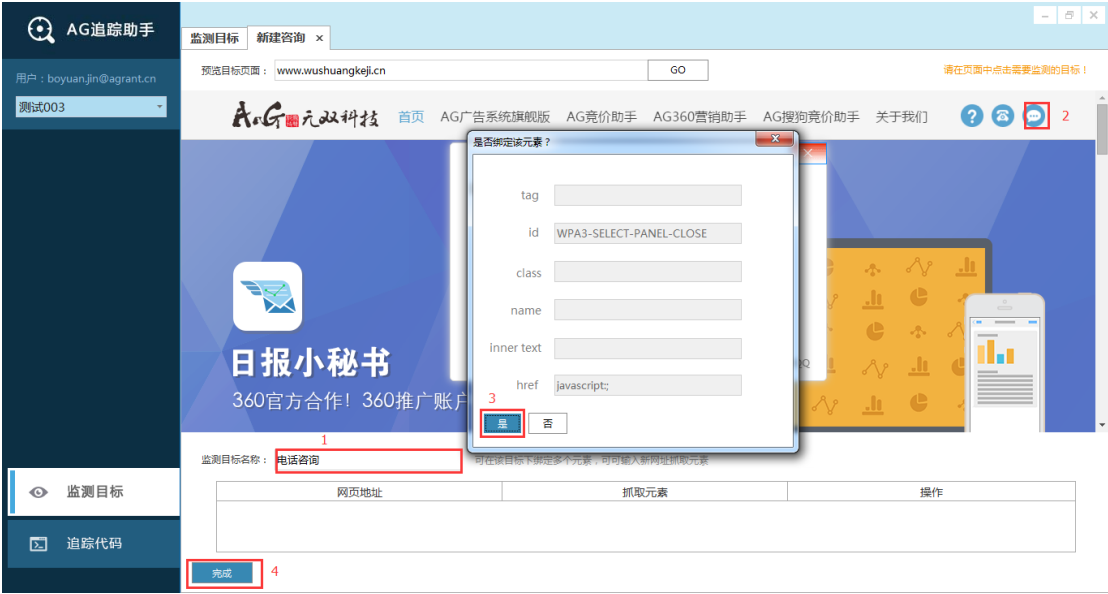 AG追踪助手
用户：boyuan.jin@agrant.cn
测试003
监测目标
追踪代码
监测目标 新建咨询 ×
预览目标页面： www.wushuangkeji.cn GO 请在页面中点击需要监测的目标！
元双科技 首页 AG广告系统旗舰版 AG竞价助手 AG360营销助手 AG搜狗竞价助手 关于我们 ? 2
是否绑定该元素？
tag
id WPA3-SELECT-PANEL-CLOSE
class
name
inner text
href javascript:;
3
是 否
日报小秘书
360官方合作！360推广账户
1
监测目标名称： 电话咨询 可在该目标下绑定多个元素，可可输入新网址抓取元素
网页地址 抓取元素 操作
完成 4